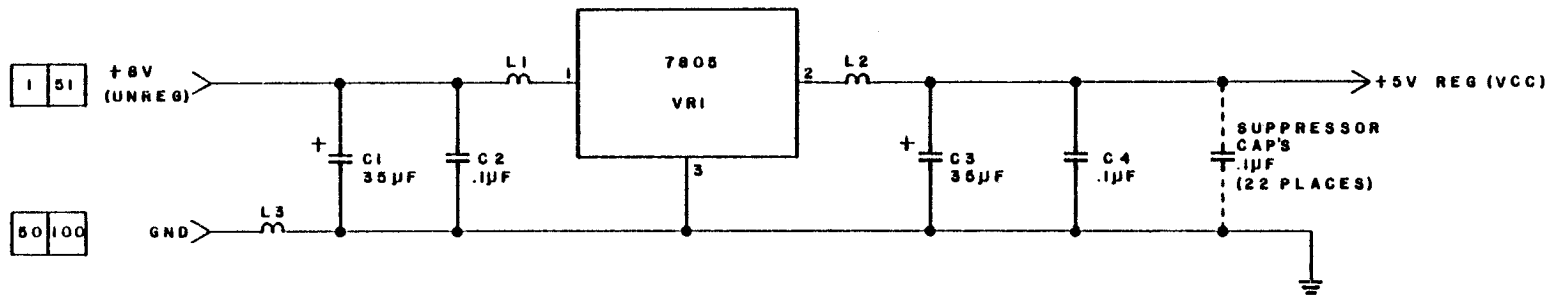 1 51
+8V
(UNREG)
L1
1
7805
VR1
2
L2
+5V REG (VCC)
+
C1
35µF
C2
.1µF
3
+
C3
35µF
C4
.1µF
SUPPRESSOR
CAP'S
.1µF
(22 PLACES)
50 100
GND
L3